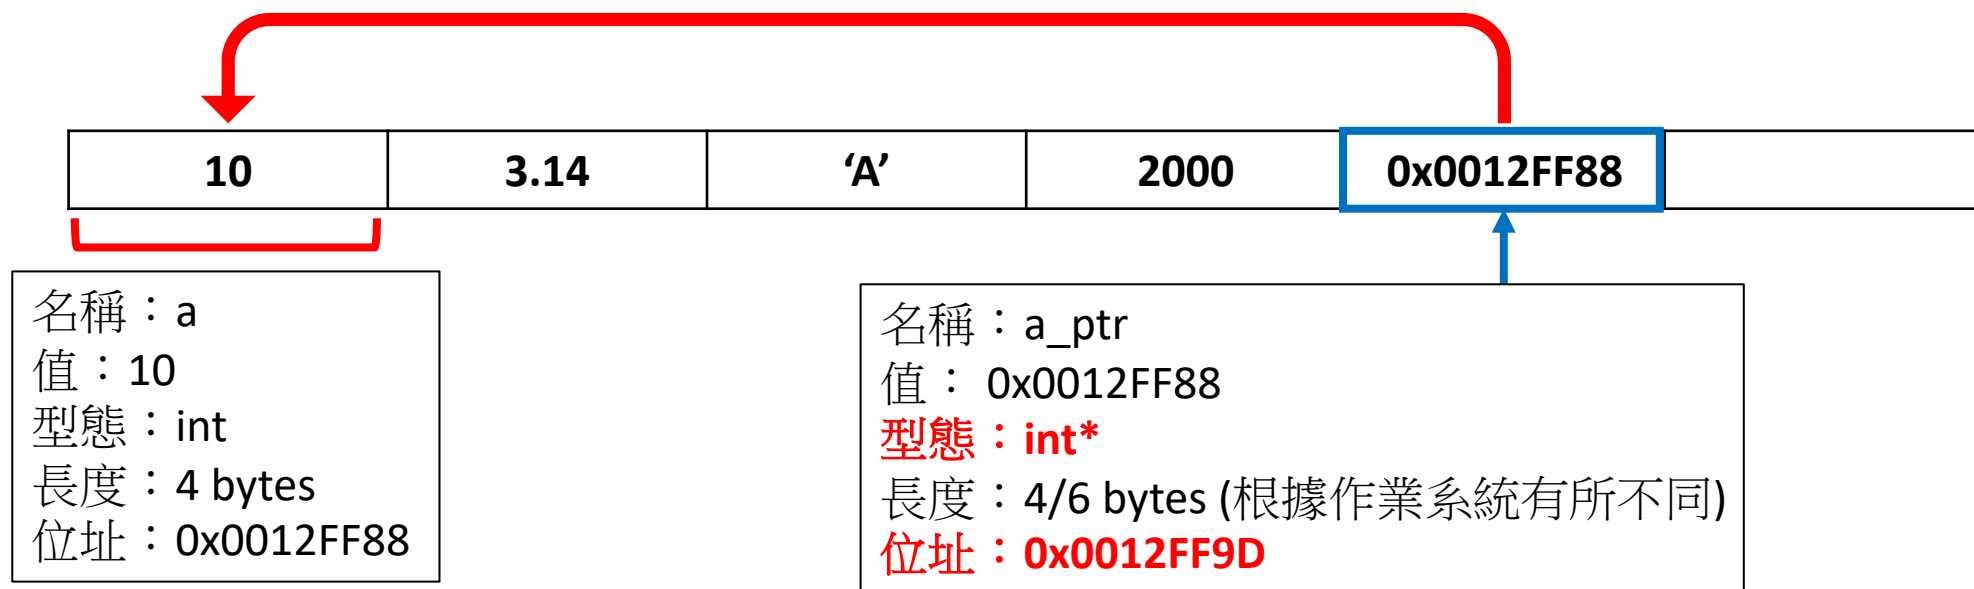 10 3.14 ‘A’ 2000 0x0012FF88
名稱：a
值：10
型態：int
長度：4 bytes
位址：0x0012FF88
名稱：a_ptr
值： 0x0012FF88
型態：int*
長度：4/6 bytes (根據作業系統有所不同)
位址：0x0012FF9D